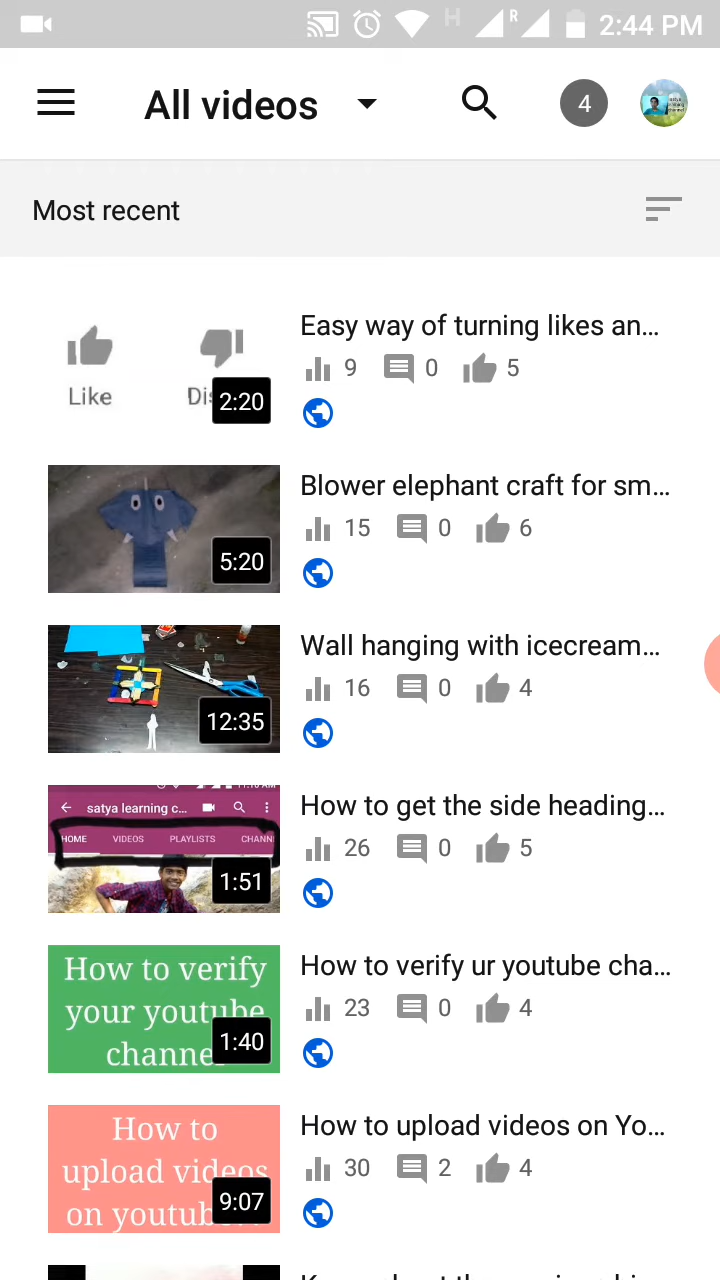 H R 2:44 PM
All videos 4
Most recent
Like Dis
2:20
Easy way of turning likes an...
9 0 5
5:20
Blower elephant craft for sm...
15 0 6
12:35
Wall hanging with icecream...
16 0 4
satya learning c...
HOME VIDEOS PLAYLISTS CHANN
1:51
How to get the side heading...
26 0 5
How to verify
your youtube
channel
1:40
How to verify ur youtube cha...
23 0 4
How to
upload videos
on youtub
9:07
How to upload videos on Yo...
30 2 4